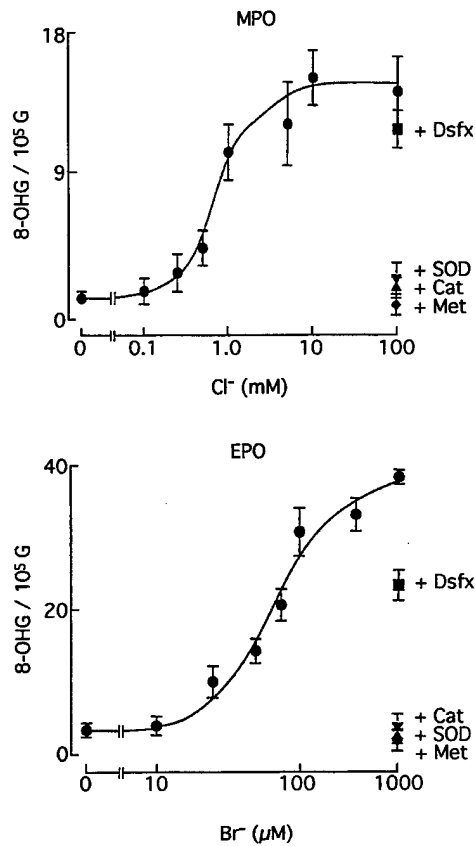 MPO
18
9
0
8-OHG / 10⁵ G
+ Dsfx
+ SOD
+ Cat
+ Met
0 0.1 1.0 10 100
Cl⁻ (mM)
EPO
40
20
0
8-OHG / 10⁵ G
+ Dsfx
+ Cat
+ SOD
+ Met
0 10 100 1000
Br⁻ (μM)